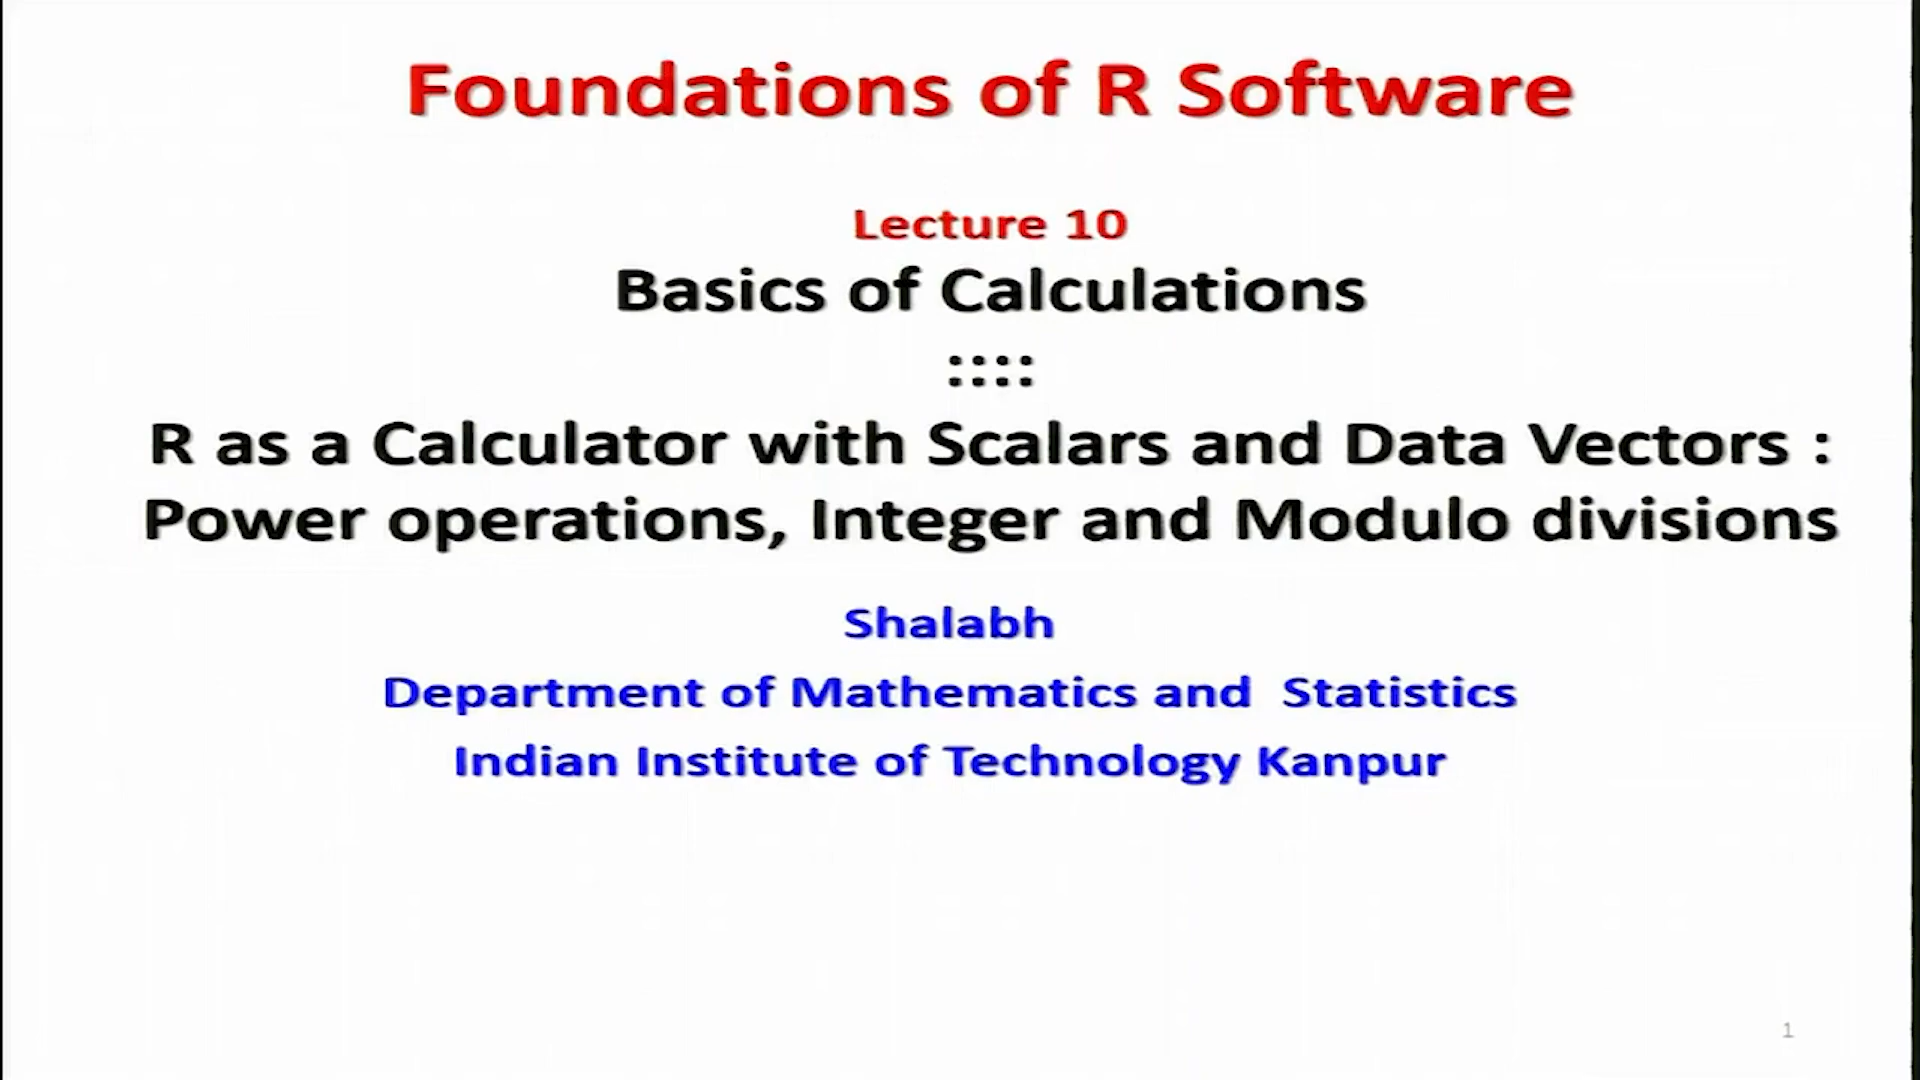 Foundations of R Software
Lecture 10
Basics of Calculations
::::
R as a Calculator with Scalars and Data Vectors :
Power operations, Integer and Modulo divisions
Shalabh
Department of Mathematics and  Statistics
Indian Institute of Technology Kanpur
1